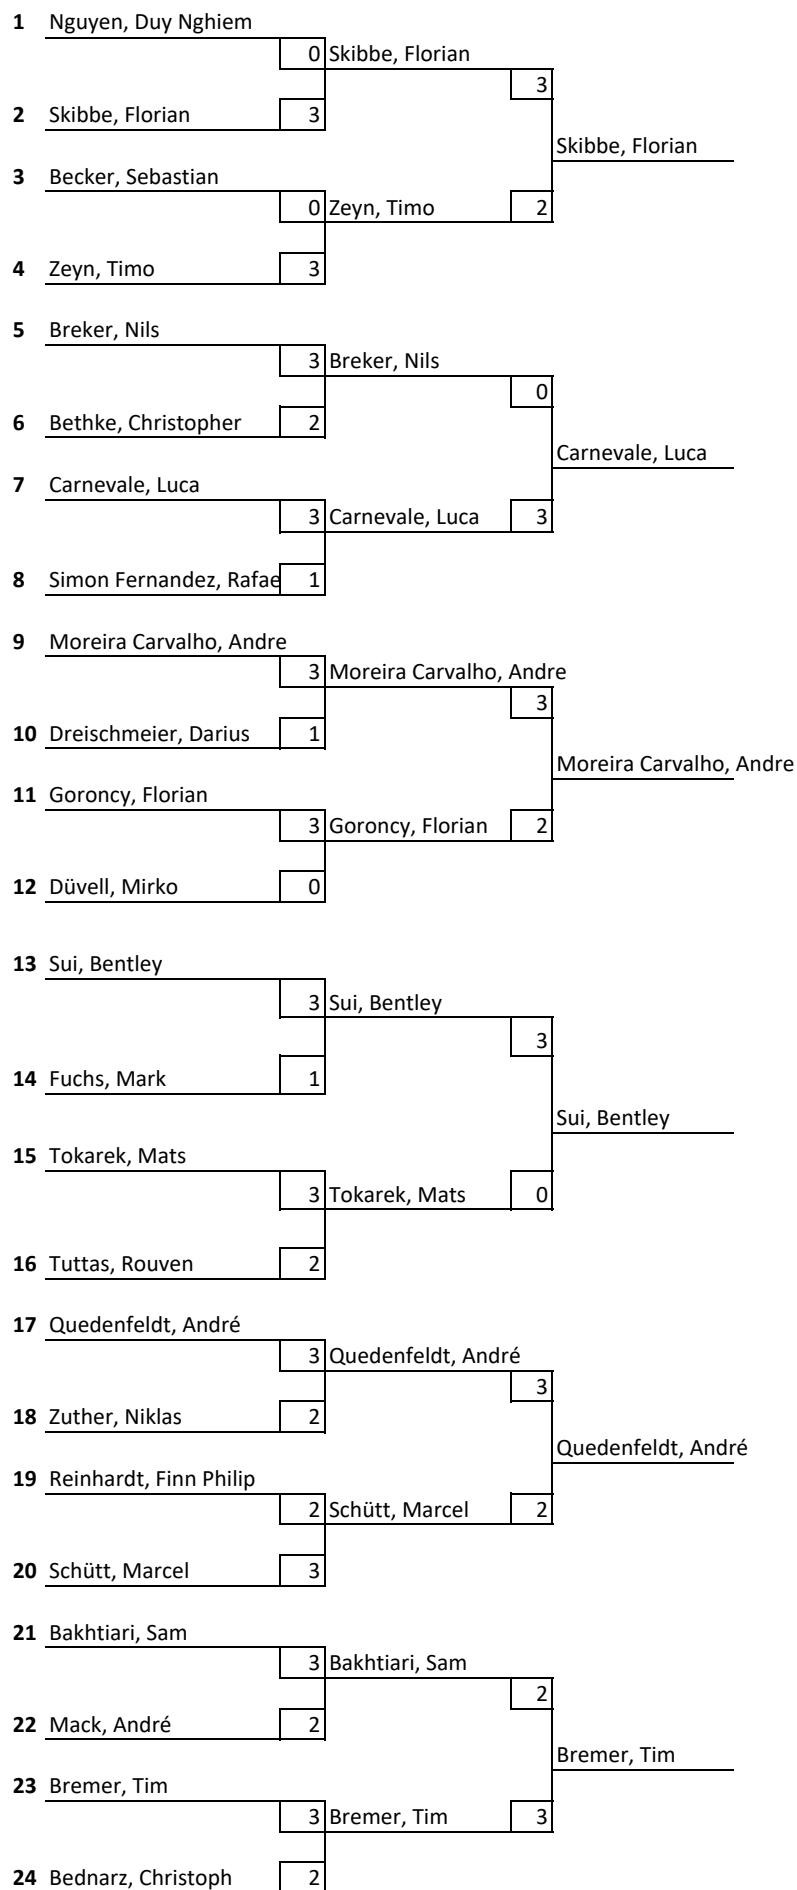 1 Nguyen, Duy Nghiem
0 Skibbe, Florian
3
2 Skibbe, Florian 3
Skibbe, Florian
3 Becker, Sebastian
0 Zeyn, Timo 2
4 Zeyn, Timo 3
5 Breker, Nils
3 Breker, Nils
0
6 Bethke, Christopher 2
Carnevale, Luca
7 Carnevale, Luca
3 Carnevale, Luca 3
8 Simon Fernandez, Rafae 1
9 Moreira Carvalho, Andre
3 Moreira Carvalho, Andre
3
10 Dreischmeier, Darius 1
Moreira Carvalho, Andre
11 Goroncy, Florian
3 Goroncy, Florian 2
12 Düvell, Mirko 0
13 Sui, Bentley
3 Sui, Bentley
3
14 Fuchs, Mark 1
Sui, Bentley
15 Tokarek, Mats
3 Tokarek, Mats 0
16 Tuttas, Rouven 2
17 Quedenfeldt, André
3 Quedenfeldt, André
3
18 Zuther, Niklas 2
Quedenfeldt, André
19 Reinhardt, Finn Philip
2 Schütt, Marcel 2
20 Schütt, Marcel 3
21 Bakhtiari, Sam
3 Bakhtiari, Sam
2
22 Mack, André 2
Bremer, Tim
23 Bremer, Tim
3 Bremer, Tim 3
24 Bednarz, Christoph 2